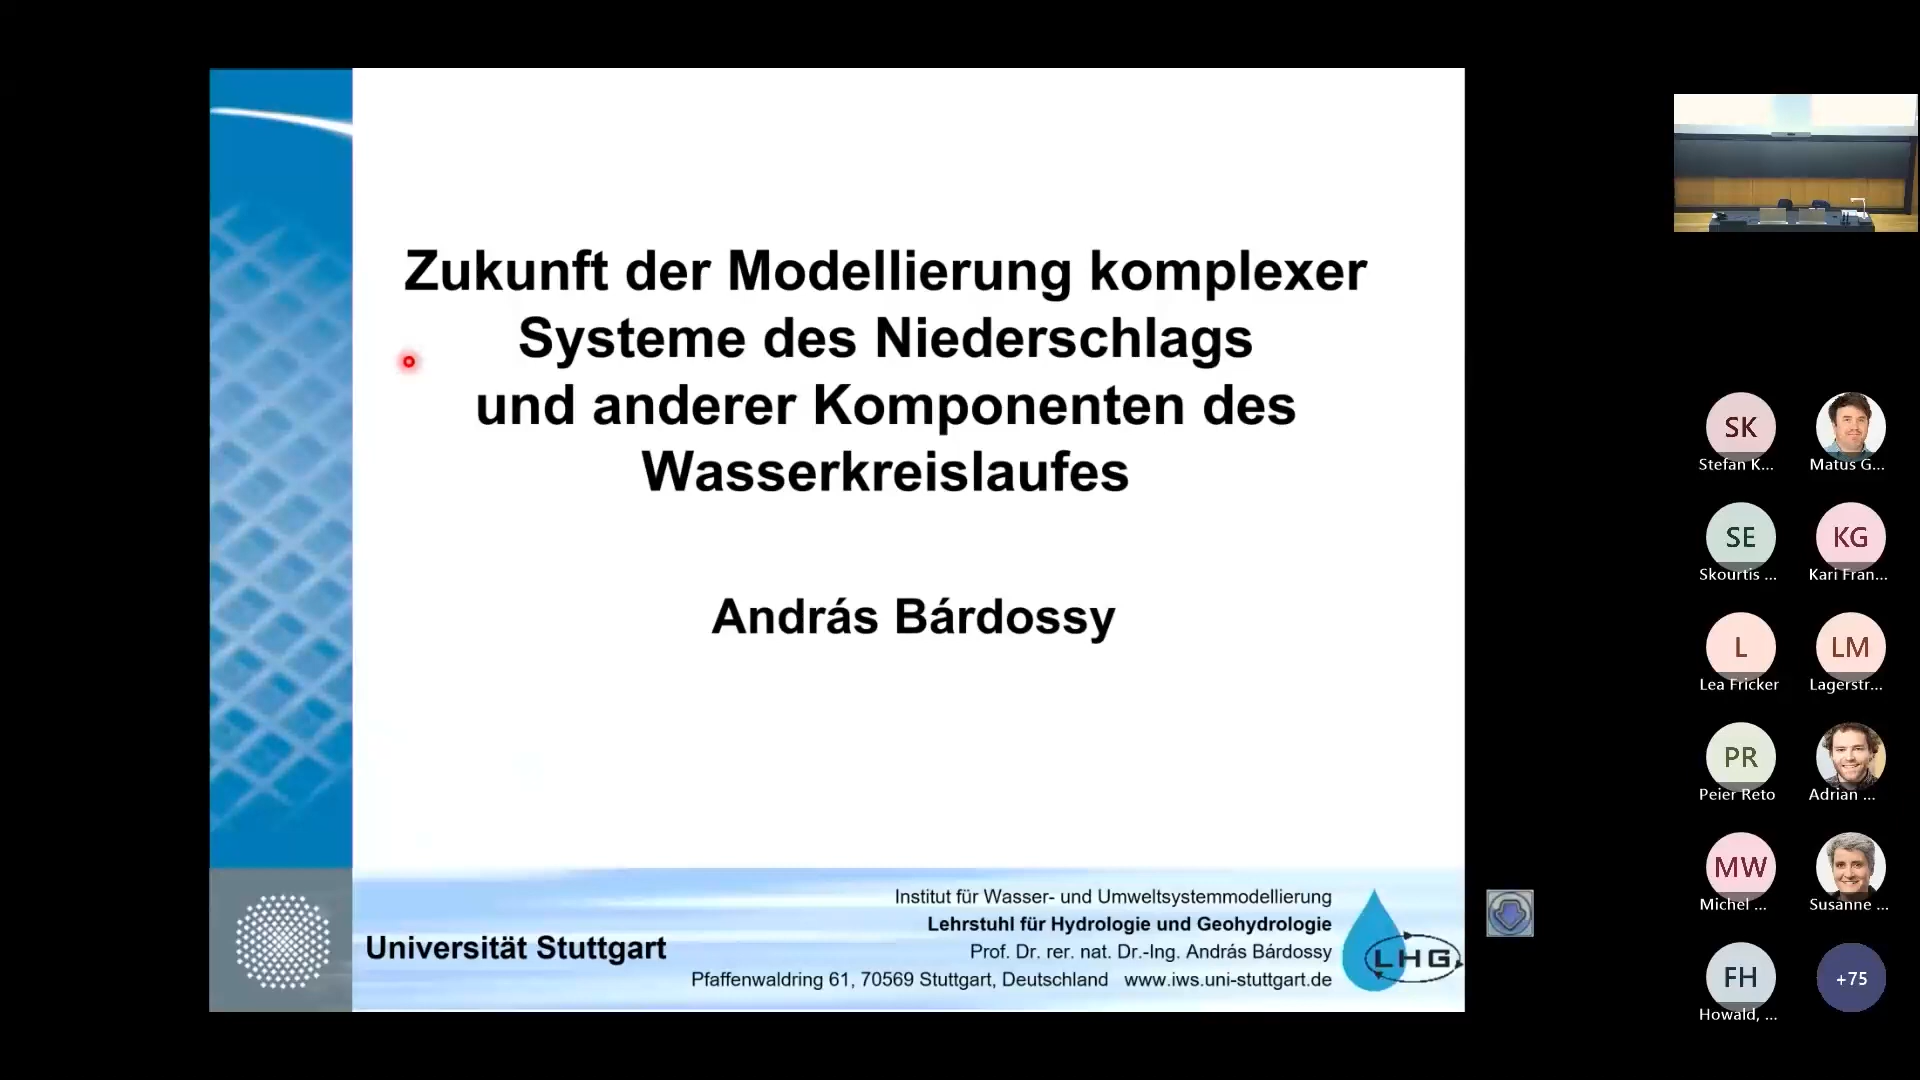 Zukunft der Modellierung komplexer
Systeme des Niederschlags
und anderer Komponenten des
Wasserkreislaufes
András Bárdossy
Universität Stuttgart
Institut für Wasser- und Umweltsystemmodellierung
Lehrstuhl für Hydrologie und Geohydrologie
Prof. Dr. rer. nat. Dr.-Ing. András Bárdossy
Pfaffenwaldring 61, 70569 Stuttgart, Deutschland www.iws.uni-stuttgart.de
LHG
SK
Stefan K...
Matus G...
SE
Skourtis ...
KG
Kari Fran...
L
Lea Fricker
LM
Lagerstr...
PR
Peier Reto
Adrian ...
MW
Michel ...
Susanne ...
FH
Howald, ...
+75